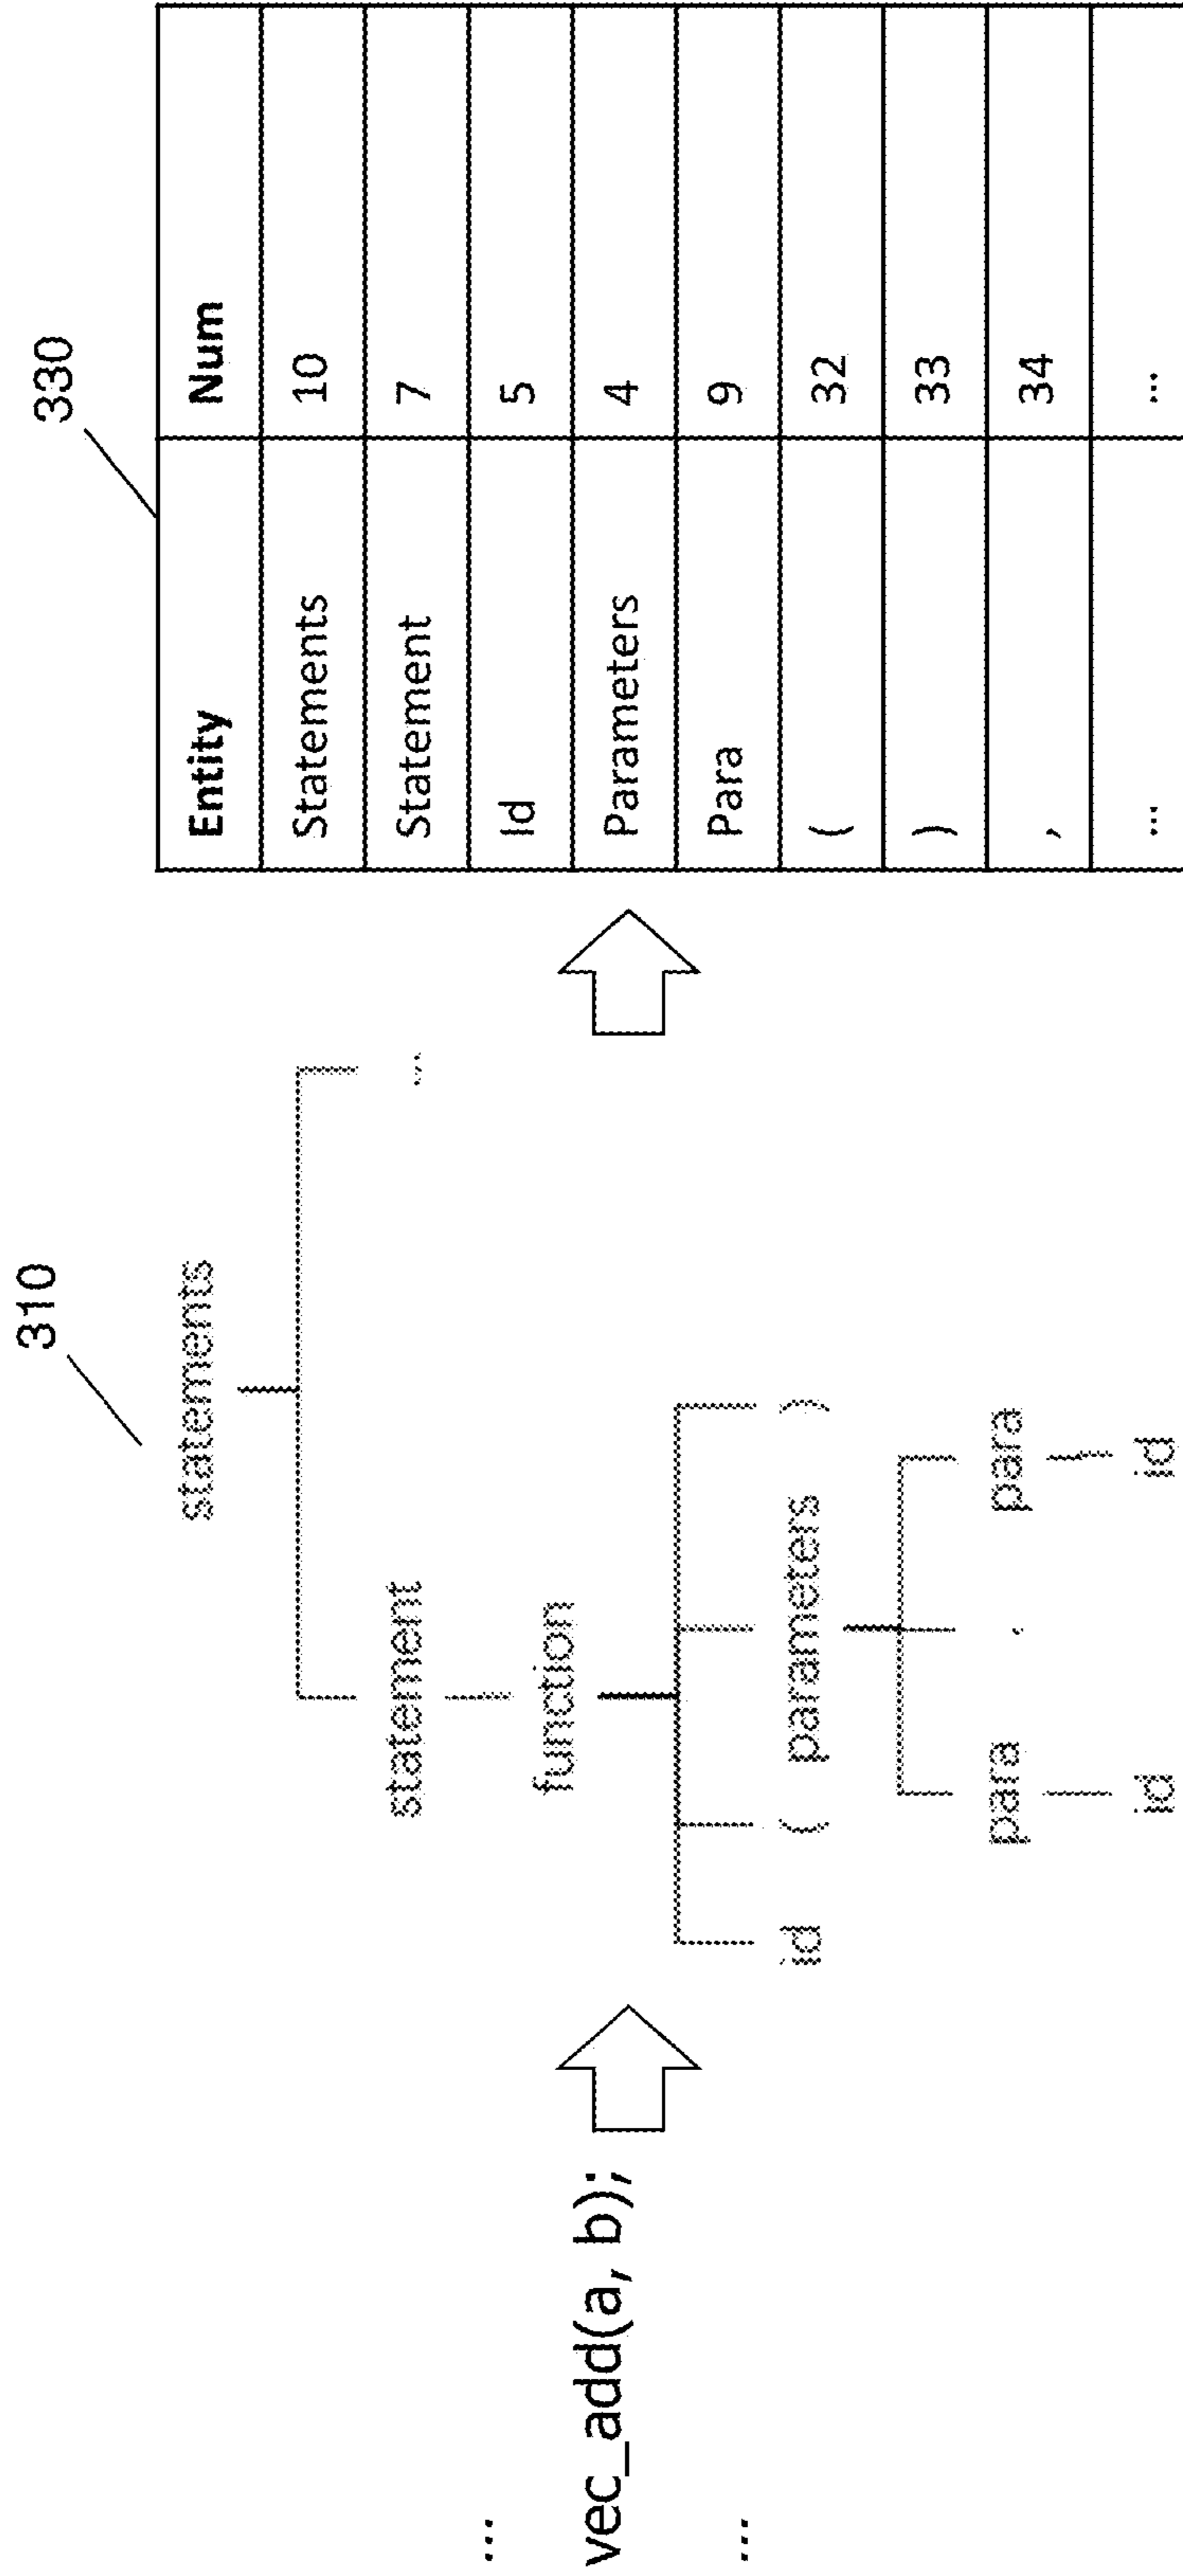 ...
vec_add(a, b);
...
310
statements
statement
...
function
id ( parameters )
para , para
id id
330
Entity Num
Statements 10
Statement 7
Id 5
Parameters 4
Para 9
( 32
) 33
, 34
... ...